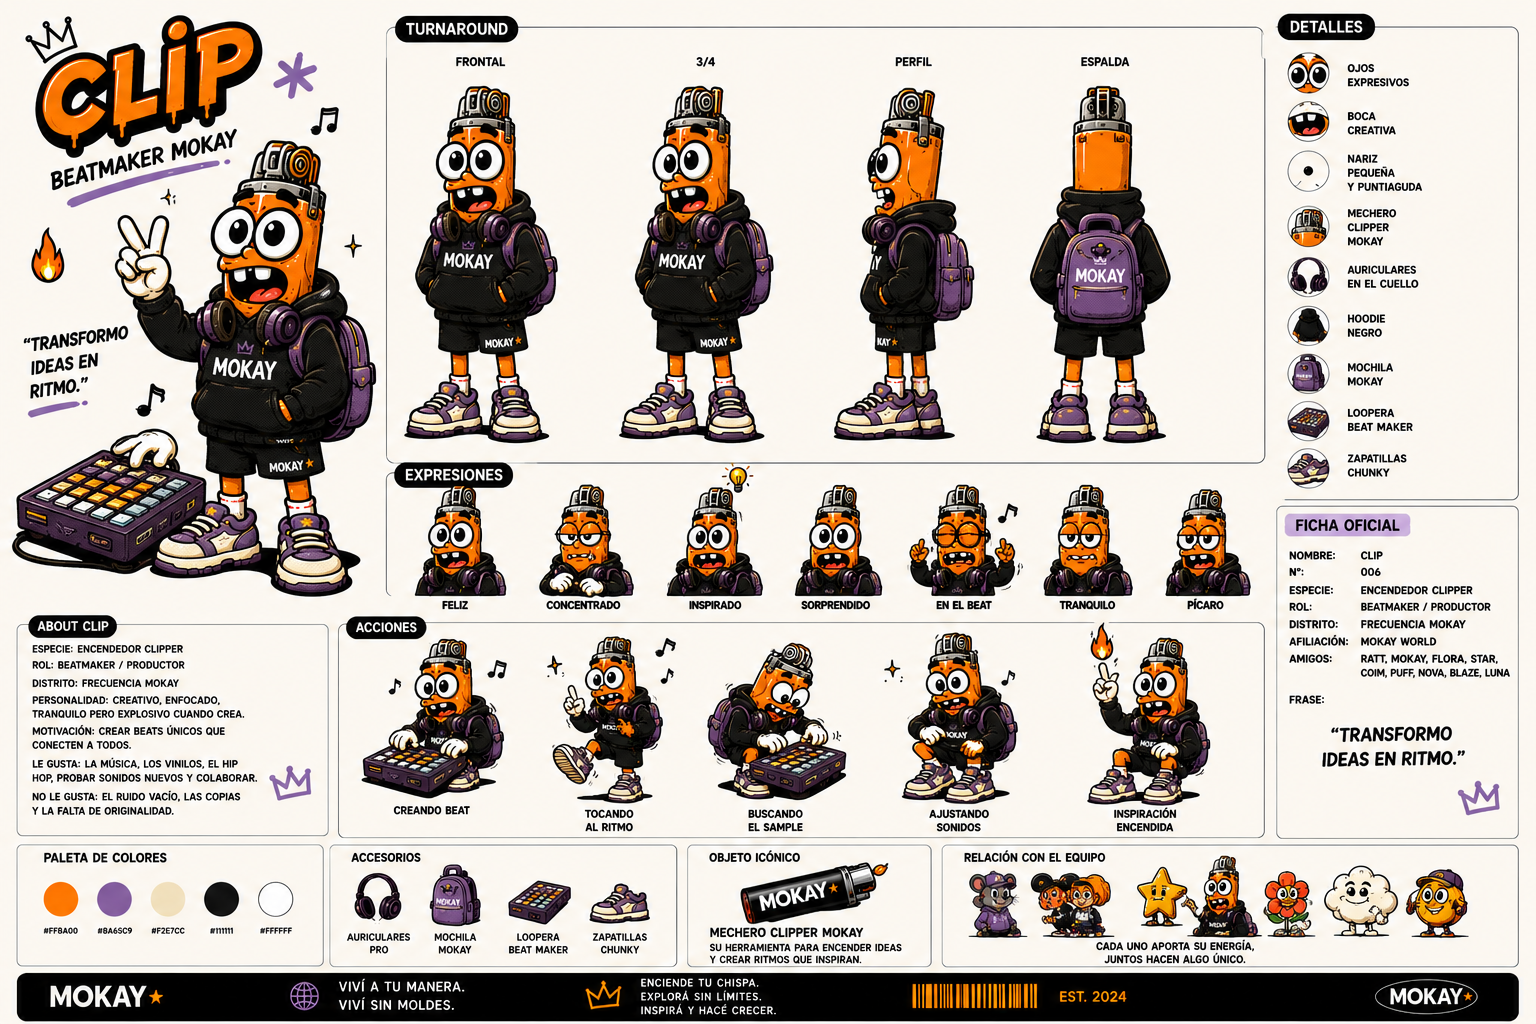 CLiP
BEATMAKER MOKAY
"TRANSFORMO
IDEAS EN
RITMO."
MOKAY
MOKAY
TURNAROUND
FRONTAL
3/4
PERFIL
ESPALDA
MOKAY
MOKAY
MOKAY
MOKAY
MOKAY
DETALLES
OJOS
EXPRESIVOS
BOCA
CREATIVA
NARIZ
PEQUEÑA
Y PUNTIAGUDA
MECHERO
CLIPPER
MOKAY
AURICULARES
EN EL CUELLO
HOODIE
NEGRO
MOCHILA
MOKAY
LOOPERA
BEAT MAKER
ZAPATILLAS
CHUNKY
EXPRESIONES
FELIZ
CONCENTRADO
INSPIRADO
SORPRENDIDO
EN EL BEAT
TRANQUILO
PÍCARO
FICHA OFICIAL
NOMBRE: CLIP
Nº: 006
ESPECIE: ENCENDEDOR CLIPPER
ROL: BEATMAKER / PRODUCTOR
DISTRITO: FRECUENCIA MOKAY
AFILIACIÓN: MOKAY WORLD
AMIGOS: RATT, MOKAY, FLORA, STAR,
COIM, PUFF, NOVA, BLAZE, LUNA
FRASE:
"TRANSFORMO
IDEAS EN RITMO."
ABOUT CLIP
ESPECIE: ENCENDEDOR CLIPPER
ROL: BEATMAKER / PRODUCTOR
DISTRITO: FRECUENCIA MOKAY
PERSONALIDAD: CREATIVO, ENFOCADO,
TRANQUILO PERO EXPLOSIVO CUANDO CREA.
MOTIVACIÓN: CREAR BEATS ÚNICOS QUE
CONECTEN A TODOS.
LE GUSTA: LA MÚSICA, LOS VINILOS, EL HIP
HOP, PROBAR SONIDOS NUEVOS Y COLABORAR.
NO LE GUSTA: EL RUIDO VACÍO, LAS COPIAS
Y LA FALTA DE ORIGINALIDAD.
ACCIONES
CREANDO BEAT
TOCANDO
AL RITMO
BUSCANDO
EL SAMPLE
AJUSTANDO
SONIDOS
INSPIRACIÓN
ENCENDIDA
PALETA DE COLORES
#FF8A00
#8A65C9
#F2E7CC
#111111
#FFFFFF
ACCESORIOS
AURICULARES
PRO
MOCHILA
MOKAY
LOOPERA
BEAT MAKER
ZAPATILLAS
CHUNKY
OBJETO ICÓNICO
MOKAY
MECHERO CLIPPER MOKAY
SU HERRAMIENTA PARA ENCENDER IDEAS
Y CREAR RITMOS QUE INSPIRAN.
RELACIÓN CON EL EQUIPO
CADA UNO APORTA SU ENERGÍA,
JUNTOS HACEN ALGO ÚNICO.
MOKAY
VIVÍ A TU MANERA.
VIVÍ SIN MOLDES.
ENCIENDE TU CHISPA.
EXPLORÁ SIN LÍMITES.
INSPIRÁ Y HACÉ CRECER.
EST. 2024
MOKAY